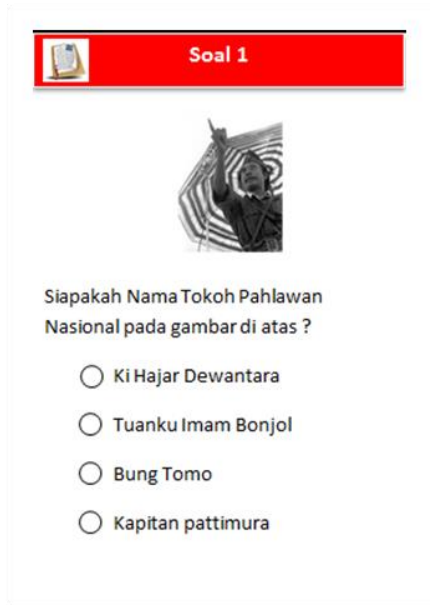 Soal 1
Siapakah Nama Tokoh Pahlawan
Nasional pada gambar di atas ?
Ki Hajar Dewantara
Tuanku Imam Bonjol
Bung Tomo
Kapitan pattimura